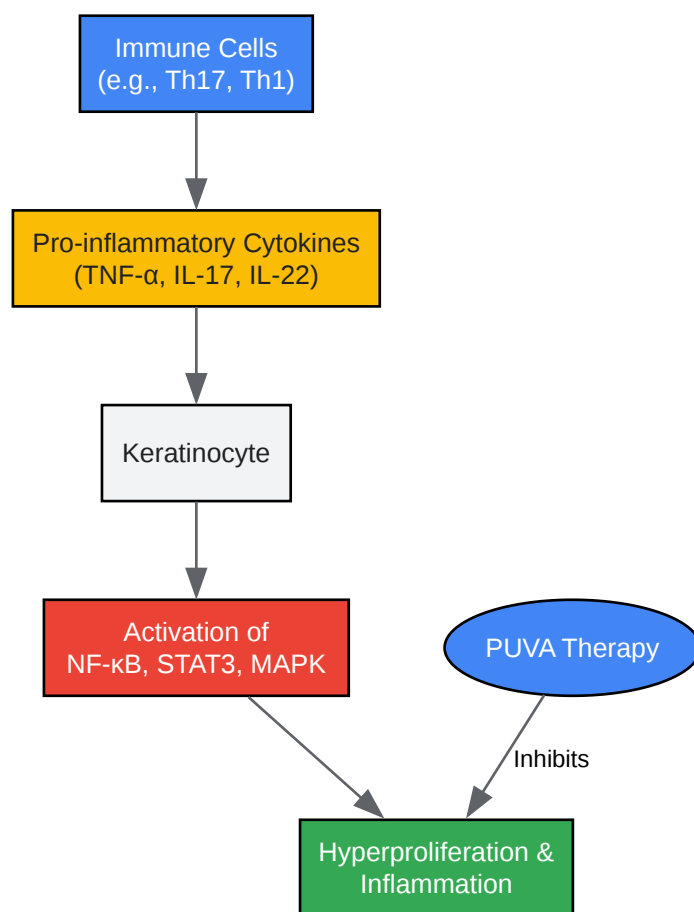 Immune Cells
(e.g., Th17, Th1)
Pro-inflammatory Cytokines
(TNF-α, IL-17, IL-22)
Keratinocyte
Activation of
NF-κB, STAT3, MAPK
PUVA Therapy
Inhibits
Hyperproliferation &
Inflammation